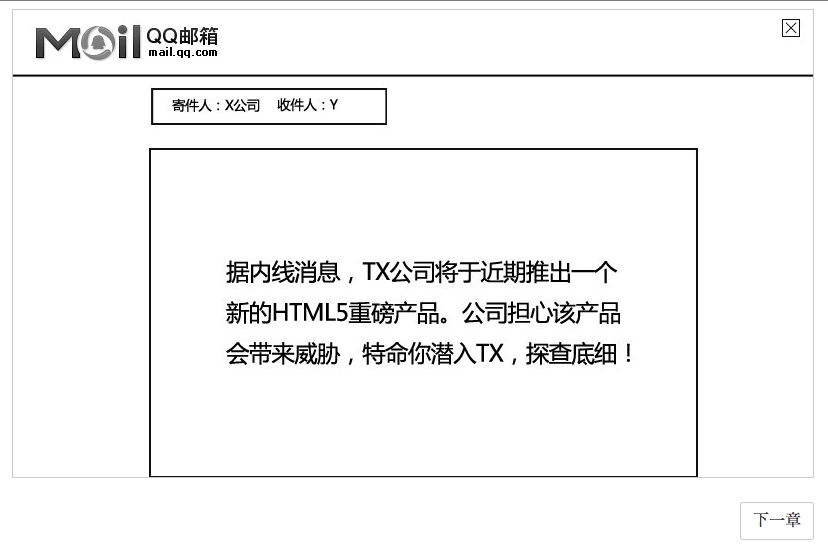 Mail QQ邮箱
mail.qq.com
寄件人：X公司 收件人：Y
据内线消息，TX公司将于近期推出一个
新的HTML5重磅产品。公司担心该产品
会带来威胁，特命你潜入TX，探查底细！
下一章